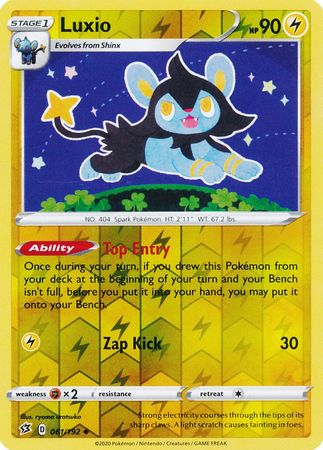 STAGE 1 Luxio HP 90
Evolves from Shinx
NO. 404 Spark Pokémon HT: 2'11" WT: 67.2 lbs.
Ability Top Entry
Once during your turn, if you drew this Pokémon from
your deck at the beginning of your turn and your Bench
isn't full, before you put it into your hand, you may put it
onto your Bench.
Zap Kick 30
weakness ×2 resistance retreat
Illus. ryoma uratsuka
D 061/192
Strong electricity courses through the tips of its
sharp claws. A light scratch causes fainting in foes.
©2020 Pokémon / Nintendo / Creatures / GAME FREAK